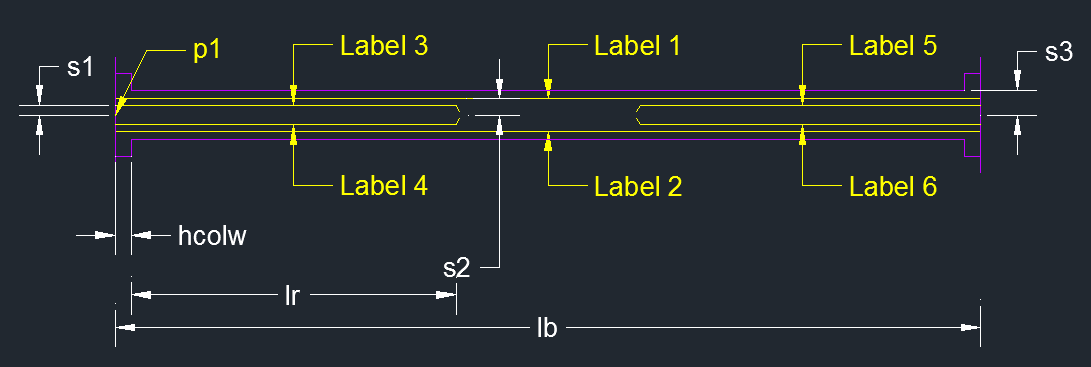 p1
Label 3
Label 1
Label 5
s3
s1
Label 4
Label 2
Label 6
hcolw
s2
lr
lb